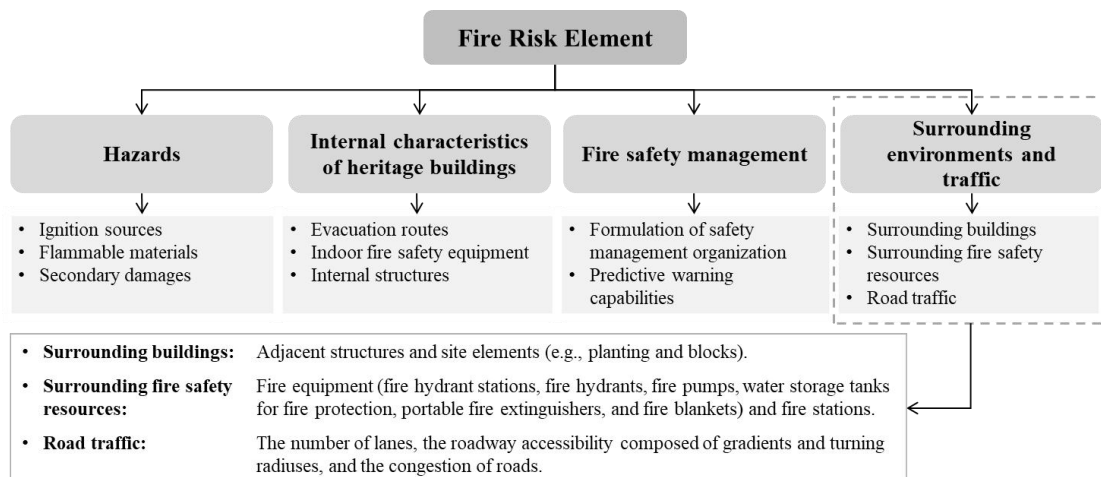 Fire Risk Element
Hazards
Internal characteristics
of heritage buildings
Fire safety management
Surrounding
environments and
traffic
• Ignition sources
• Flammable materials
• Secondary damages
• Evacuation routes
• Indoor fire safety equipment
• Internal structures
• Formulation of safety
management organization
• Predictive warning
capabilities
• Surrounding buildings
• Surrounding fire safety
resources
• Road traffic
• Surrounding buildings: Adjacent structures and site elements (e.g., planting and blocks).
• Surrounding fire safety Fire equipment (fire hydrant stations, fire hydrants, fire pumps, water storage tanks
resources: for fire protection, portable fire extinguishers, and fire blankets) and fire stations.
• Road traffic: The number of lanes, the roadway accessibility composed of gradients and turning
radiuses, and the congestion of roads.